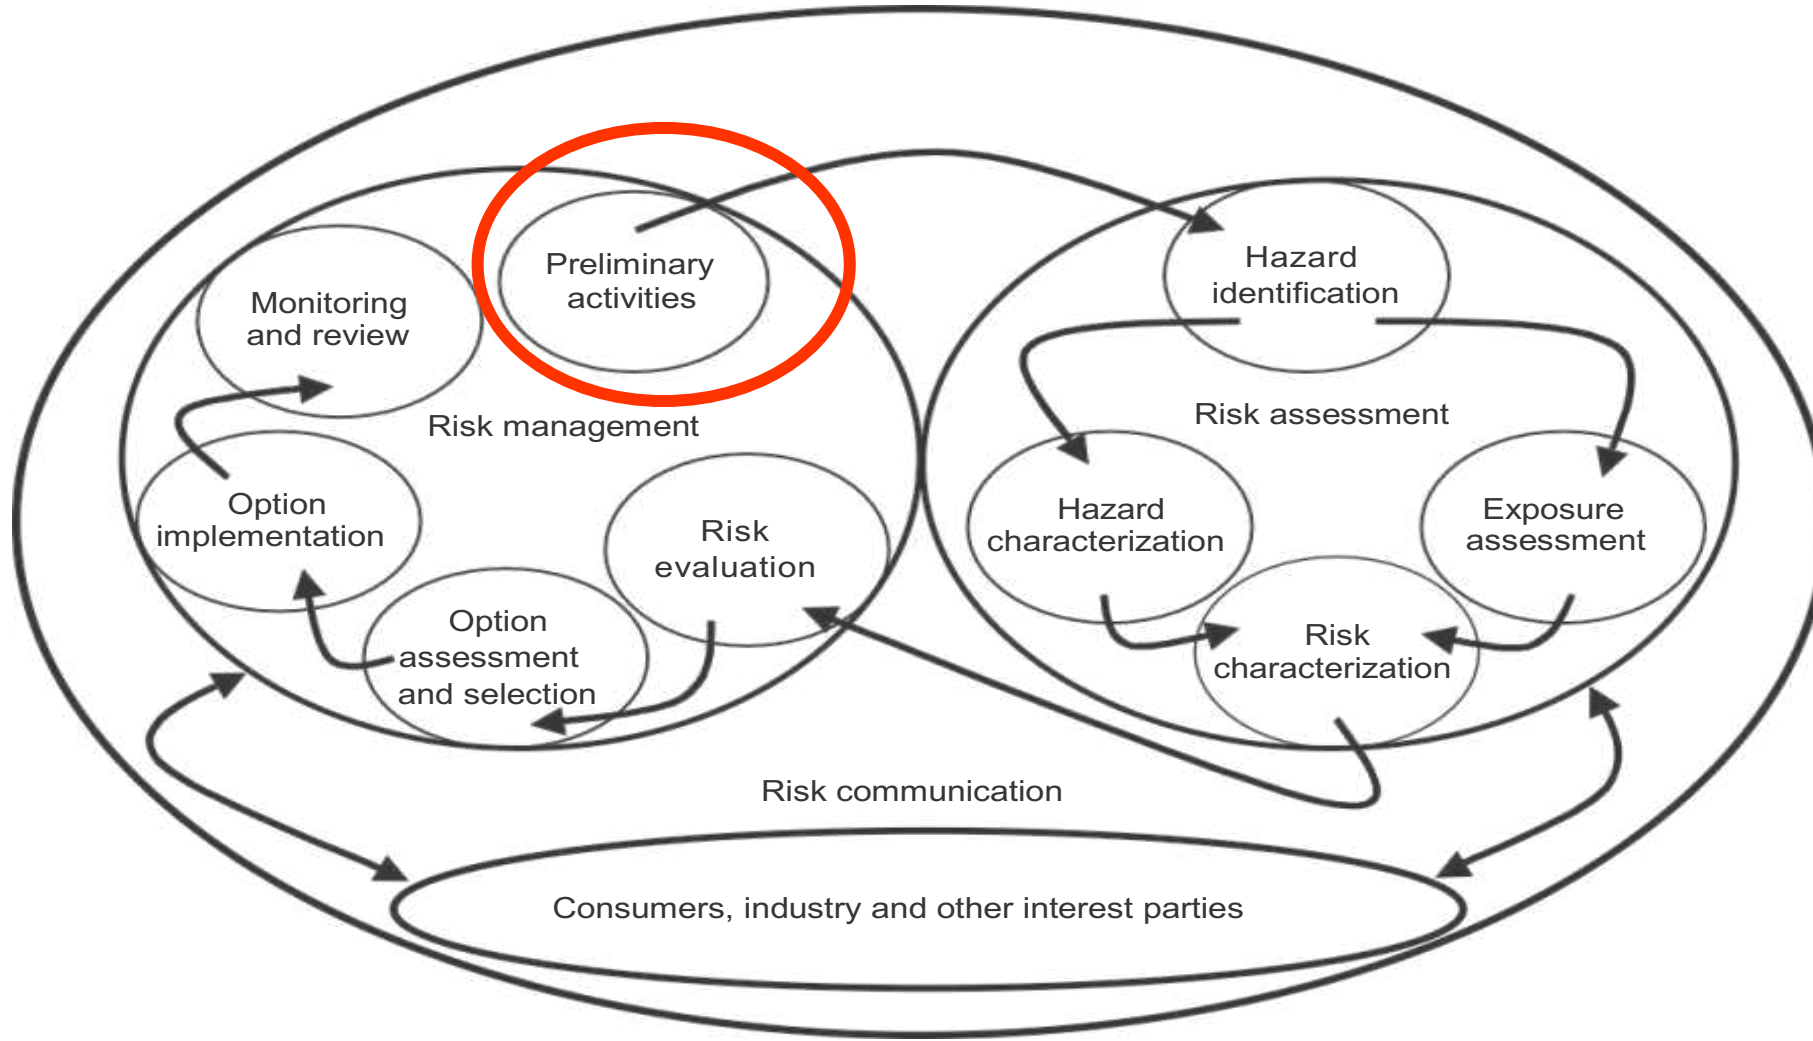 Preliminary
activities
Monitoring
and review
Risk management
Option
implementation
Risk
evaluation
Option
assessment
and selection
Hazard
identification
Risk assessment
Hazard
characterization
Exposure
assessment
Risk
characterization
Risk communication
Consumers, industry and other interest parties